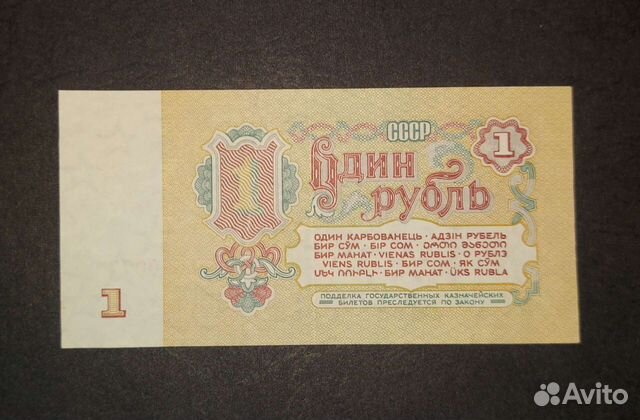 СССР
1
Один
рубль
1
ОДИН КАРБОВАНЕЦЬ · АДЗІН РУБЕЛЬ
БИР СЎМ · БІР СОМ · ᲔᲠᲗᲘ ᲛᲐᲜᲔᲗᲘ
БИР МАНАТ · VIENAS RUBLIS · О РУБЛЭ
VIENS RUBLIS · БИР СОМ · ЯК СЎМ
ՄԵԿ ՌՈՒԲԼԻ · БИР МАНАТ · ÜKS RUBLA
ПОДДЕЛКА ГОСУДАРСТВЕННЫХ КАЗНАЧЕЙСКИХ
БИЛЕТОВ ПРЕСЛЕДУЕТСЯ ПО ЗАКОНУ
1
Avito